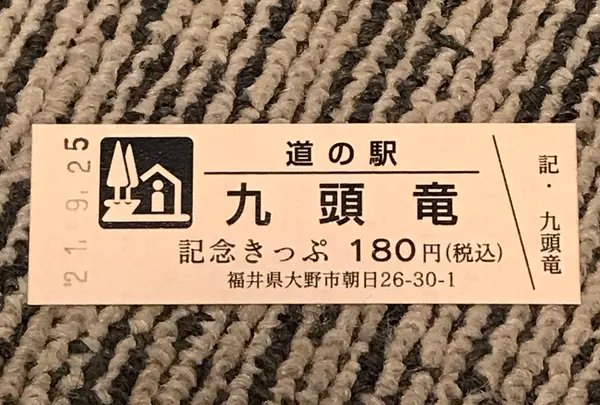 '21.-9.25
道の駅
九頭竜
記念きっぷ 180円(税込)
福井県大野市朝日26-30-1
記・九頭竜